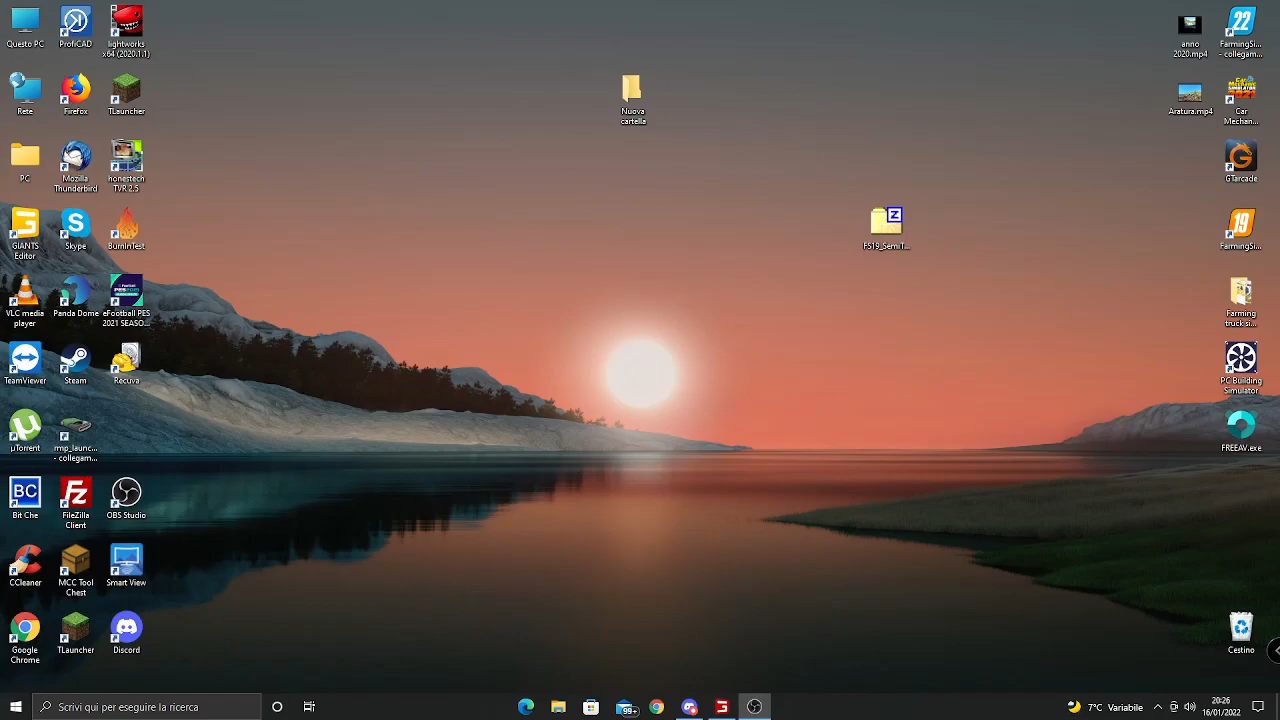 Questo PC
ProfiCAD
lightworks
x64 (2020.1.1)
Rete
Firefox
TLauncher
PC
Mozilla
Thunderbird
honestech
TVR 2.5
GIANTS
Editor
Skype
BurnInTest
VLC media
player
Panda Dome
eFootball PES
2021 SEASO...
TeamViewer
Steam
Recuva
µTorrent
rmp_launc...
- collegam...
Bit Che
FileZilla
Client
OBS Studio
CCleaner
MCC Tool
Chest
Smart View
Google
Chrome
TLauncher
Discord
Nuova
cartella
FS19_SemiT...
anno
2020.mp4
22
FarmingSi...
- collegam...
Aratura.mp4
Car
Mechan...
GTarcade
19
FarmingSi...
Farming
truck si...
PC Building
Simulator
FREEAV.exe
Cestino
Scrivi qui per eseguire la ricerca
99+
7°C Variabile
20:26
16/01/2022